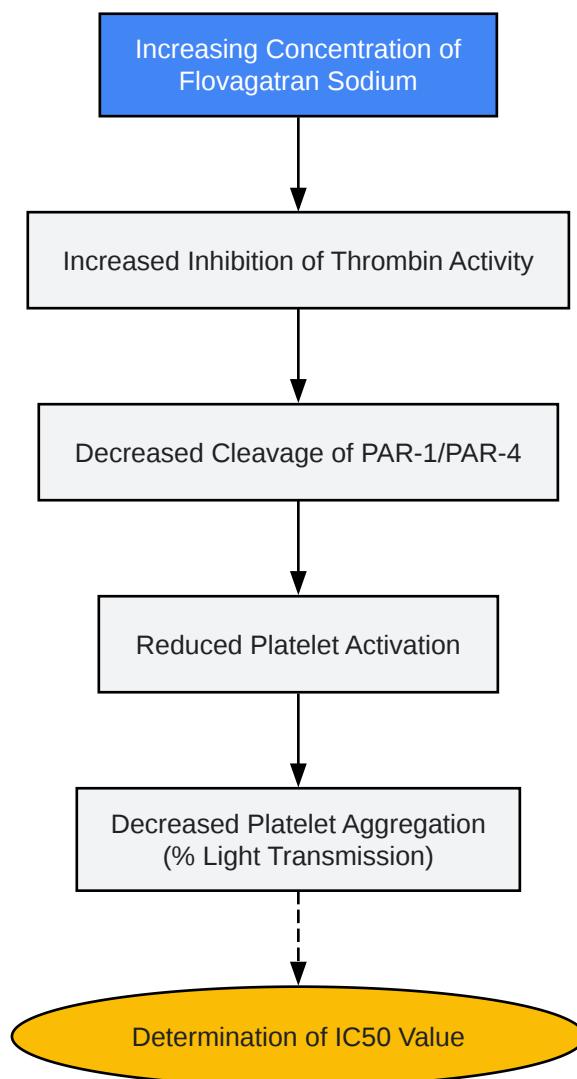 Increasing Concentration of
Flovagatran Sodium
Increased Inhibition of Thrombin Activity
Decreased Cleavage of PAR-1/PAR-4
Reduced Platelet Activation
Decreased Platelet Aggregation
(% Light Transmission)
Determination of IC50 Value